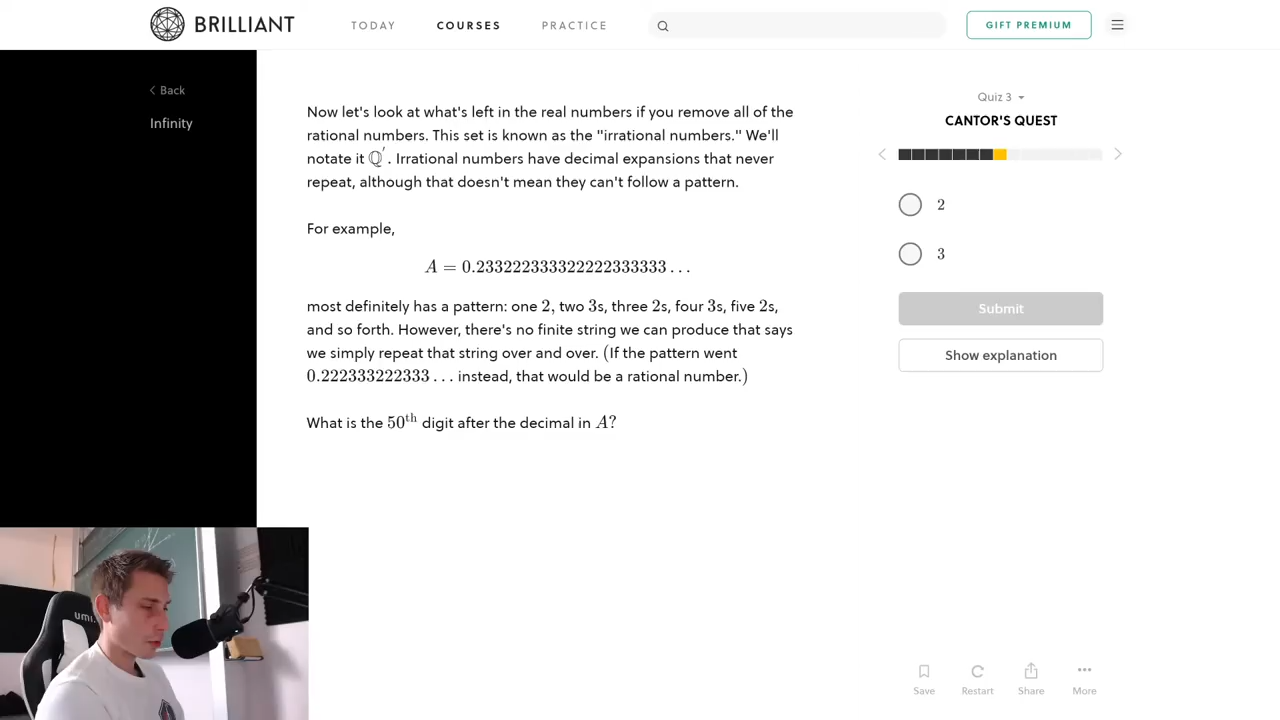 BRILLIANT
TODAY
COURSES
PRACTICE
GIFT PREMIUM
Back
Infinity
Now let's look at what's left in the real numbers if you remove all of the
rational numbers. This set is known as the "irrational numbers." We'll
notate it ℚ′. Irrational numbers have decimal expansions that never
repeat, although that doesn't mean they can't follow a pattern.
For example,
A = 0.233222333322222333333...
most definitely has a pattern: one 2, two 3s, three 2s, four 3s, five 2s,
and so forth. However, there's no finite string we can produce that says
we simply repeat that string over and over. (If the pattern went
0.222333222333... instead, that would be a rational number.)
What is the 50th digit after the decimal in A?
Quiz 3
CANTOR'S QUEST
2
3
Submit
Show explanation
Save
Restart
Share
More
umi.